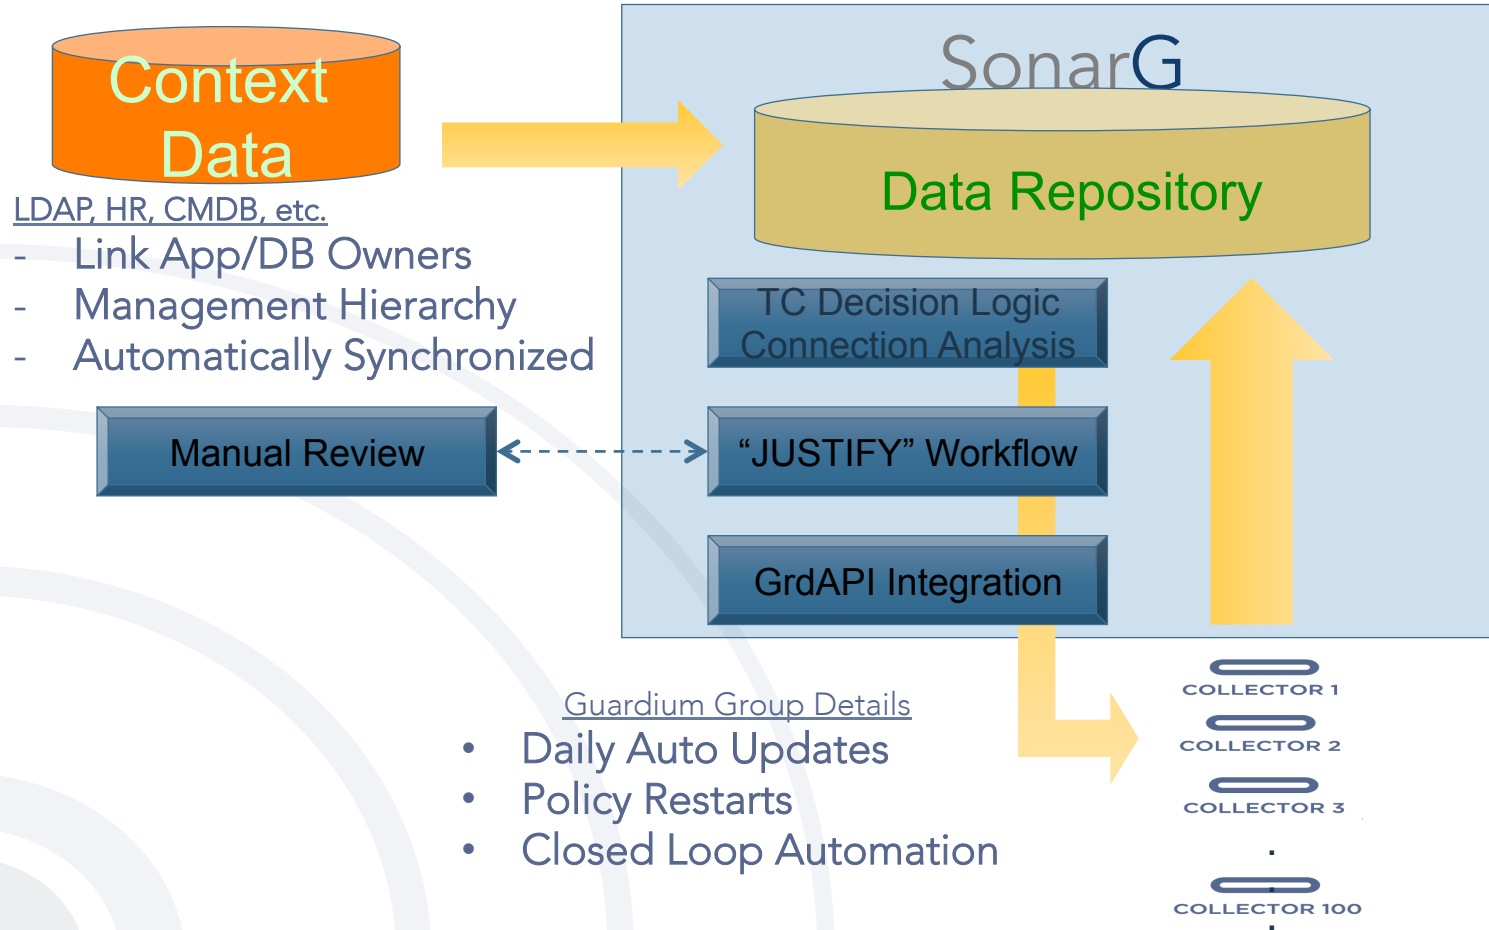 Context
Data
LDAP, HR, CMDB, etc.
- Link App/DB Owners
- Management Hierarchy
- Automatically Synchronized
Manual Review
SonarG
Data Repository
TC Decision Logic
Connection Analysis
“JUSTIFY” Workflow
GrdAPI Integration
Guardium Group Details
• Daily Auto Updates
• Policy Restarts
• Closed Loop Automation
COLLECTOR 1
COLLECTOR 2
COLLECTOR 3
.
.
COLLECTOR 100
.